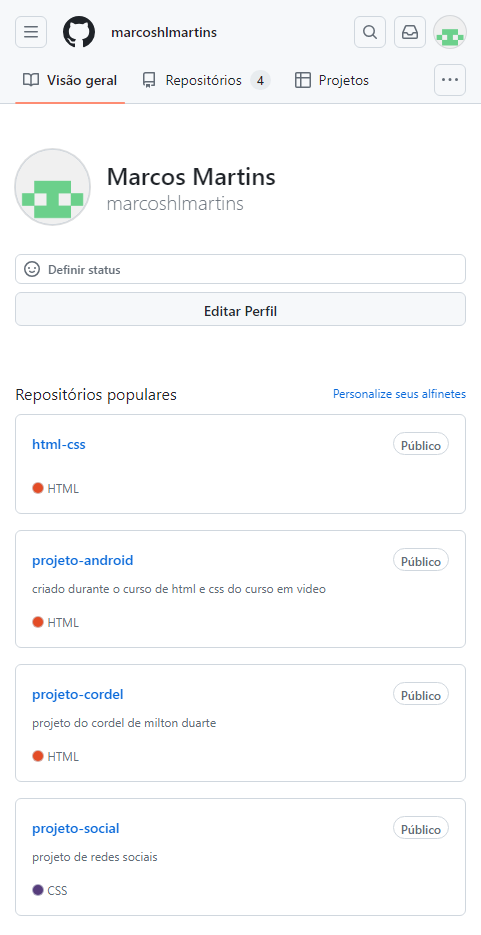 marcoshlmartins
Visão geral Repositórios 4 Projetos
Marcos Martins
marcoshlmartins
Definir status
Editar Perfil
Repositórios populares Personalize seus alfinetes
html-css Público
HTML
projeto-android Público
criado durante o curso de html e css do curso em video
HTML
projeto-cordel Público
projeto do cordel de milton duarte
HTML
projeto-social Público
projeto de redes sociais
CSS